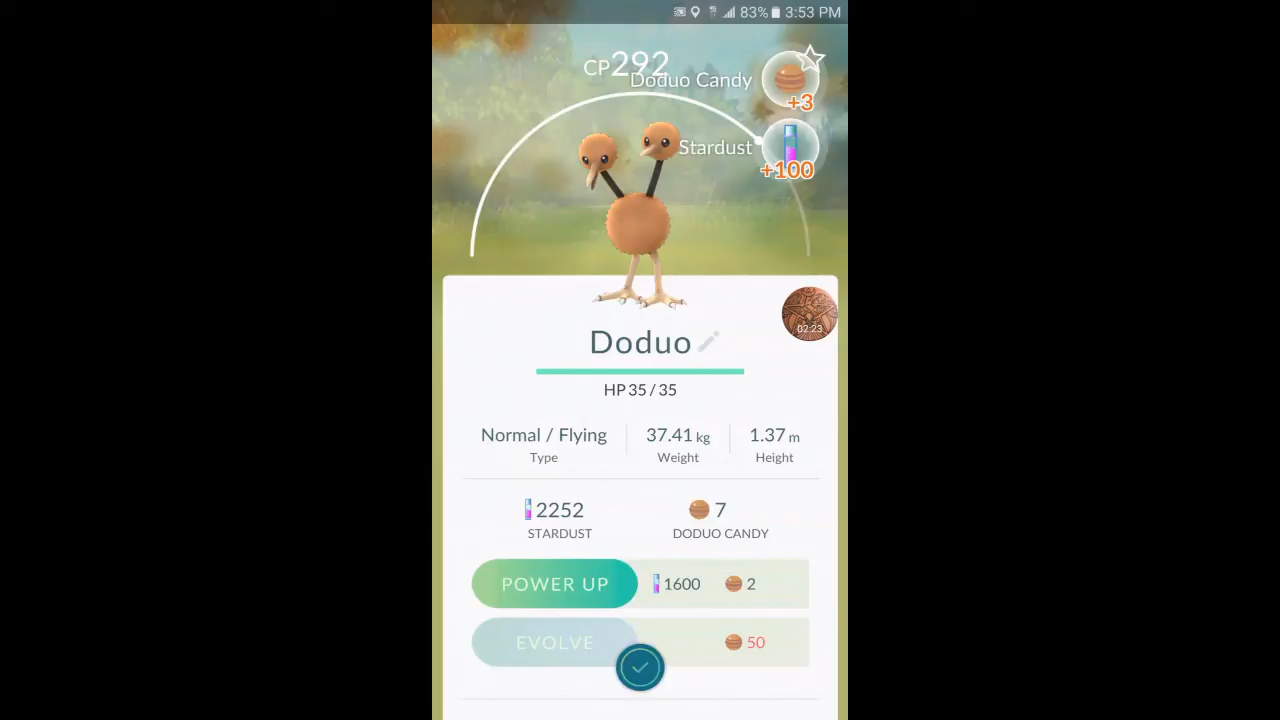 83% 3:53 PM
CP292
Doduo Candy
+3
Stardust
+100
02:23
Doduo
HP 35 / 35
Normal / Flying 37.41 kg 1.37 m
Type Weight Height
2252 7
STARDUST DODUO CANDY
POWER UP 1600 2
EVOLVE 50